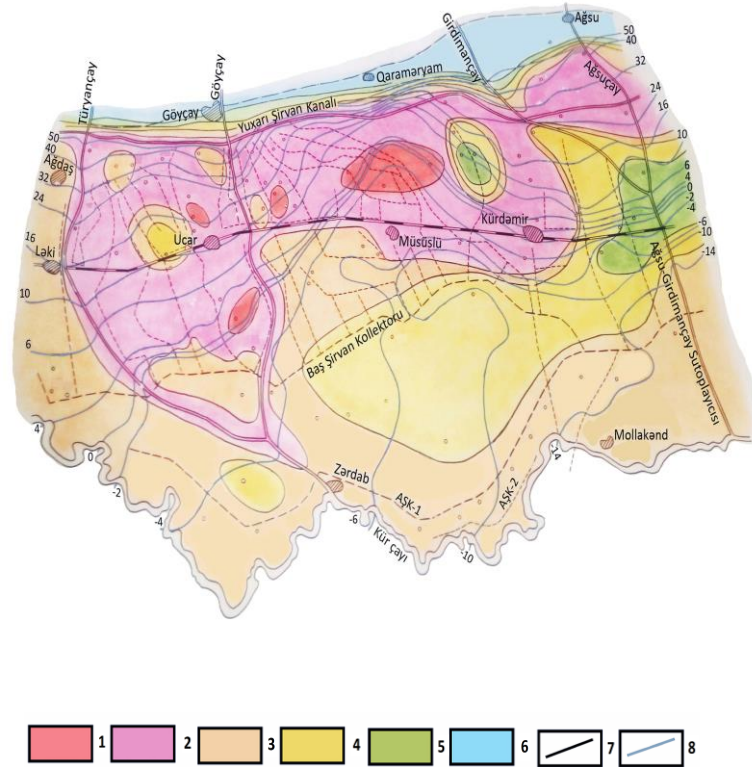 Ağsu
Girdimançay
50
40
32
24
16
10
Göyçay
Türyançay
Qaraməryam
Ağsuçay
Göyçay
Yuxarı Şirvan Kanalı
50
40
Ağdaş
32
24
16
Ləki
10
6
4
0
-2
-4
6
4
0
-2
-4
-6
-10
-14
Ucar
Müsüslü
Kürdəmir
Baş Şirvan Kollektoru
Ağsu-Girdimançay Sutoplayıcısı
Mollakənd
Zərdab
AŞK-1
AŞK-2
-14
-6
Kür çayı
-10
1 2 3 4 5 6 7 8